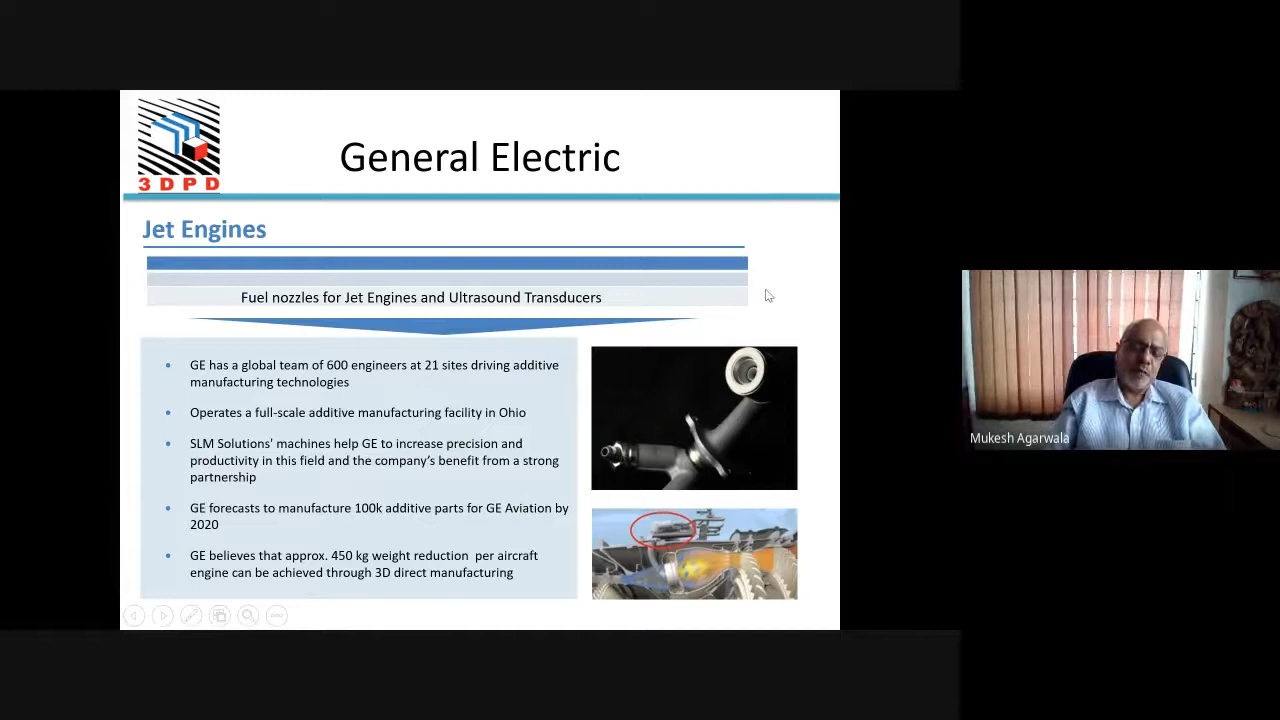 3DPD
General Electric
Jet Engines
Fuel nozzles for Jet Engines and Ultrasound Transducers
GE has a global team of 600 engineers at 21 sites driving additive
manufacturing technologies
Operates a full-scale additive manufacturing facility in Ohio
SLM Solutions' machines help GE to increase precision and
productivity in this field and the company's benefit from a strong
partnership
GE forecasts to manufacture 100k additive parts for GE Aviation by
2020
GE believes that approx. 450 kg weight reduction per aircraft
engine can be achieved through 3D direct manufacturing
Mukesh Agarwala